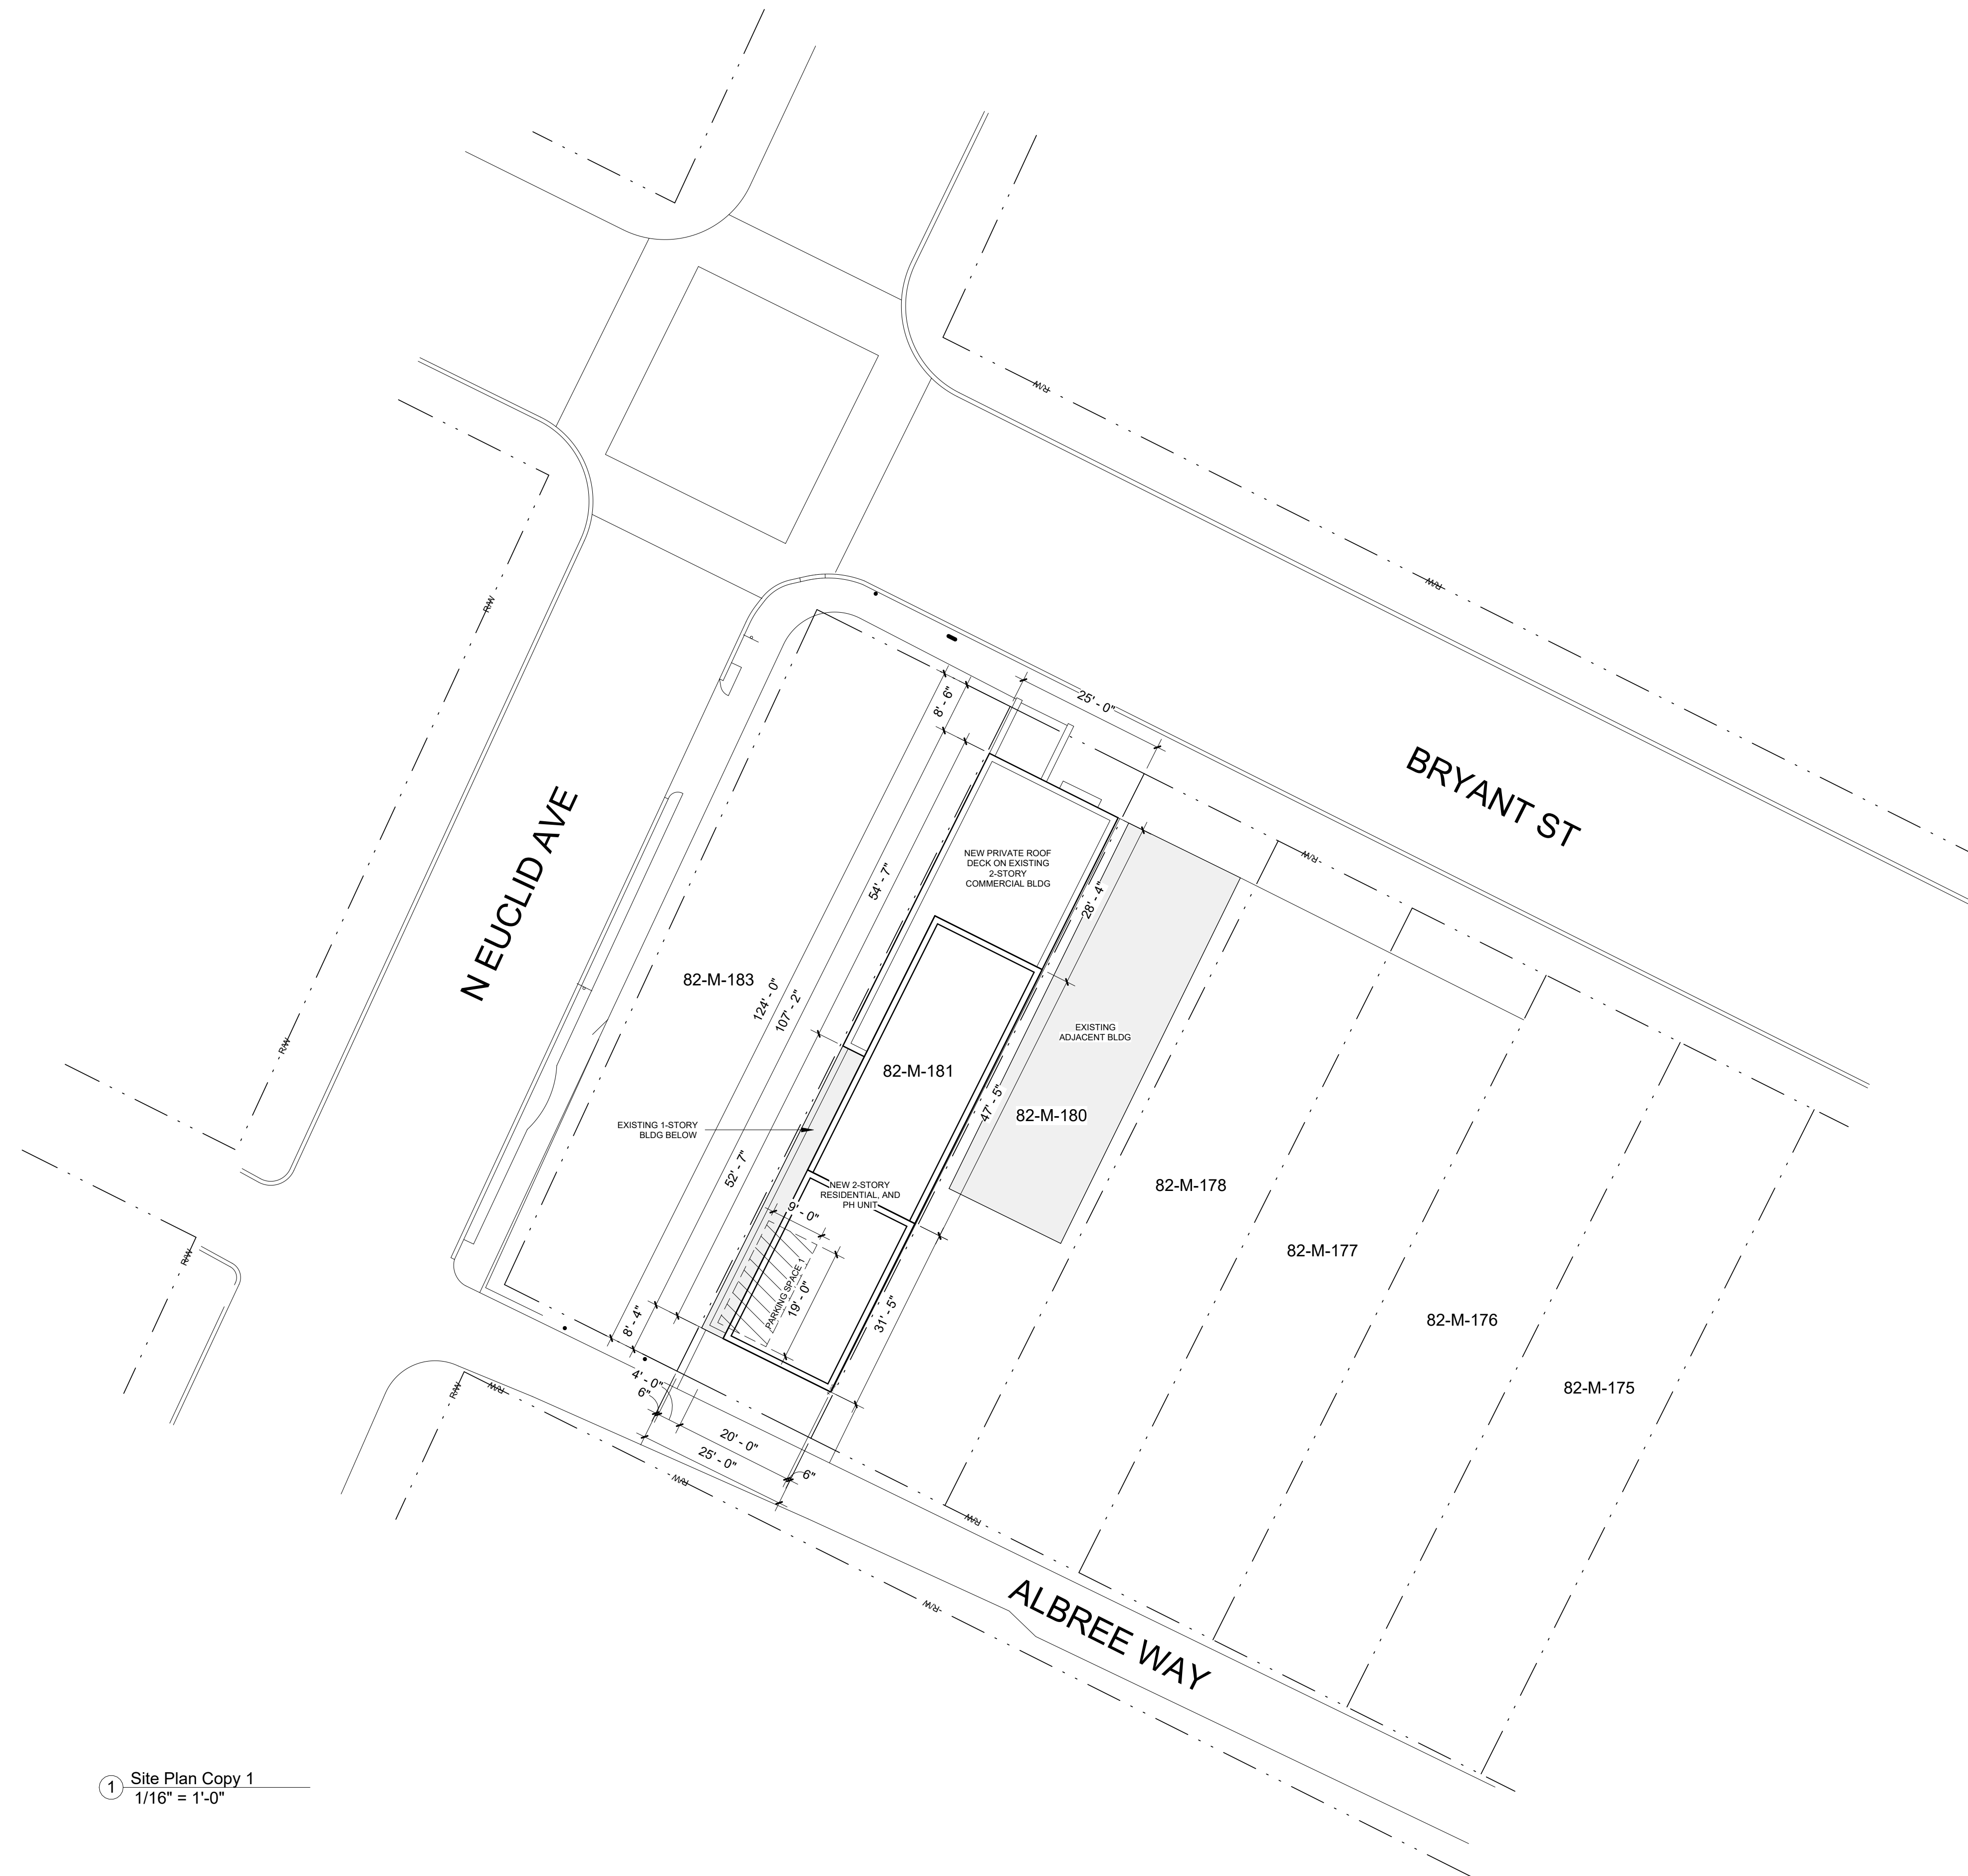 R/W
R/W
R/W
25' - 0"
8' - 6"
BRYANT ST
N EUCLID AVE
NEW PRIVATE ROOF
DECK ON EXISTING
2-STORY
COMMERCIAL BLDG
R/W
54' - 7"
28' - 4"
82-M-183
124' - 0"
107' - 2"
EXISTING
ADJACENT BLDG
R/W
82-M-181
47' - 5"
82-M-180
EXISTING 1-STORY
BLDG BELOW
52' - 7"
NEW 2-STORY
RESIDENTIAL, AND
PH UNIT
82-M-178
9' - 0"
82-M-177
R/W
PARKING SPACE 1
19' - 0"
8' - 4"
31' - 5"
82-M-176
R/W
R/W
4' - 0"
6"
82-M-175
20' - 0"
25' - 0"
6"
R/W
R/W
R/W
ALBREE WAY
1
Site Plan Copy 1
1/16" = 1'-0"